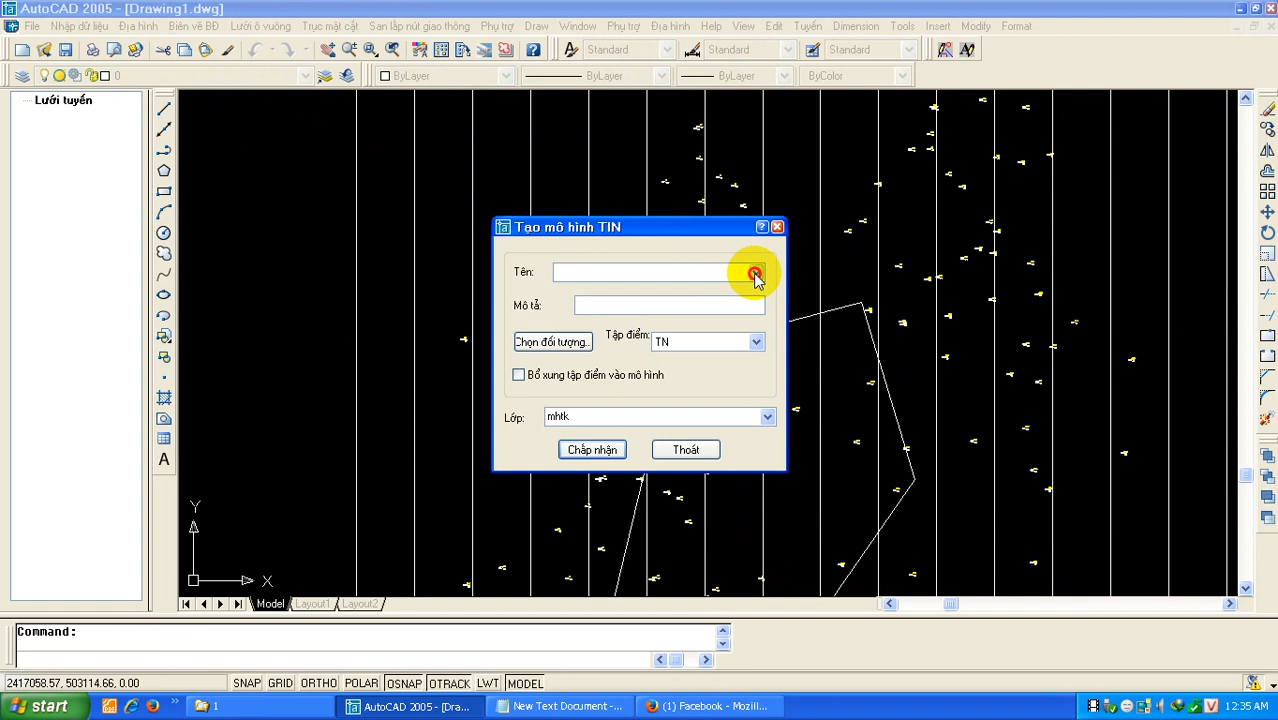 AutoCAD 2005 - [Drawing1.dwg]
File Nhập dữ liệu Địa hình Biên vẽ BĐ Lưới ô vuông Trục mặt cắt San lấp nút giao thông Phụ trợ Draw Window Phụ trợ Địa hình Help View Edit Tuyến Dimension Tools Insert Modify Format
Standard Standard Standard
0 ByLayer ByLayer ByLayer ByColor
Lưới tuyến
Tạo mô hình TIN
Tên:
Mô tả:
Chọn đối tượng.. Tập điểm: TN
Bổ xung tập điểm vào mô hình
Lớp: mhtk
Chấp nhận Thoát
Y
X
Model Layout1 Layout2
Command:
2417058.57, 503114.66, 0.00 SNAP GRID ORTHO POLAR OSNAP OTRACK LWT MODEL
start 1 AutoCAD 2005 - [Dra... New Text Document -... (1) Facebook - Mozill... 12:35 AM